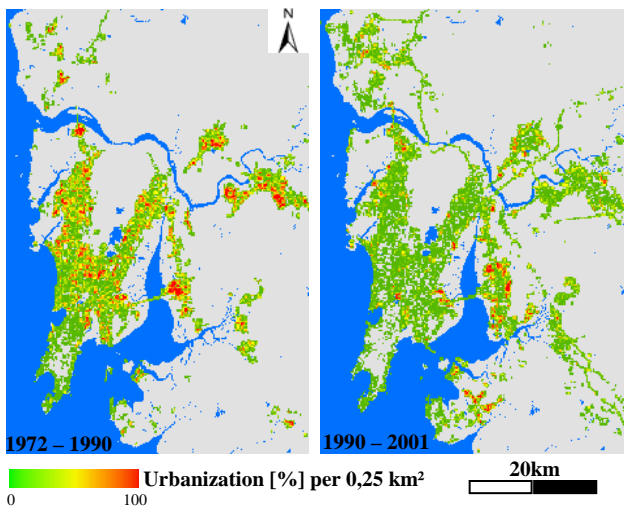 N
1972 – 1990
1990 – 2001
Urbanization [%] per 0,25 km²
0 100
20km